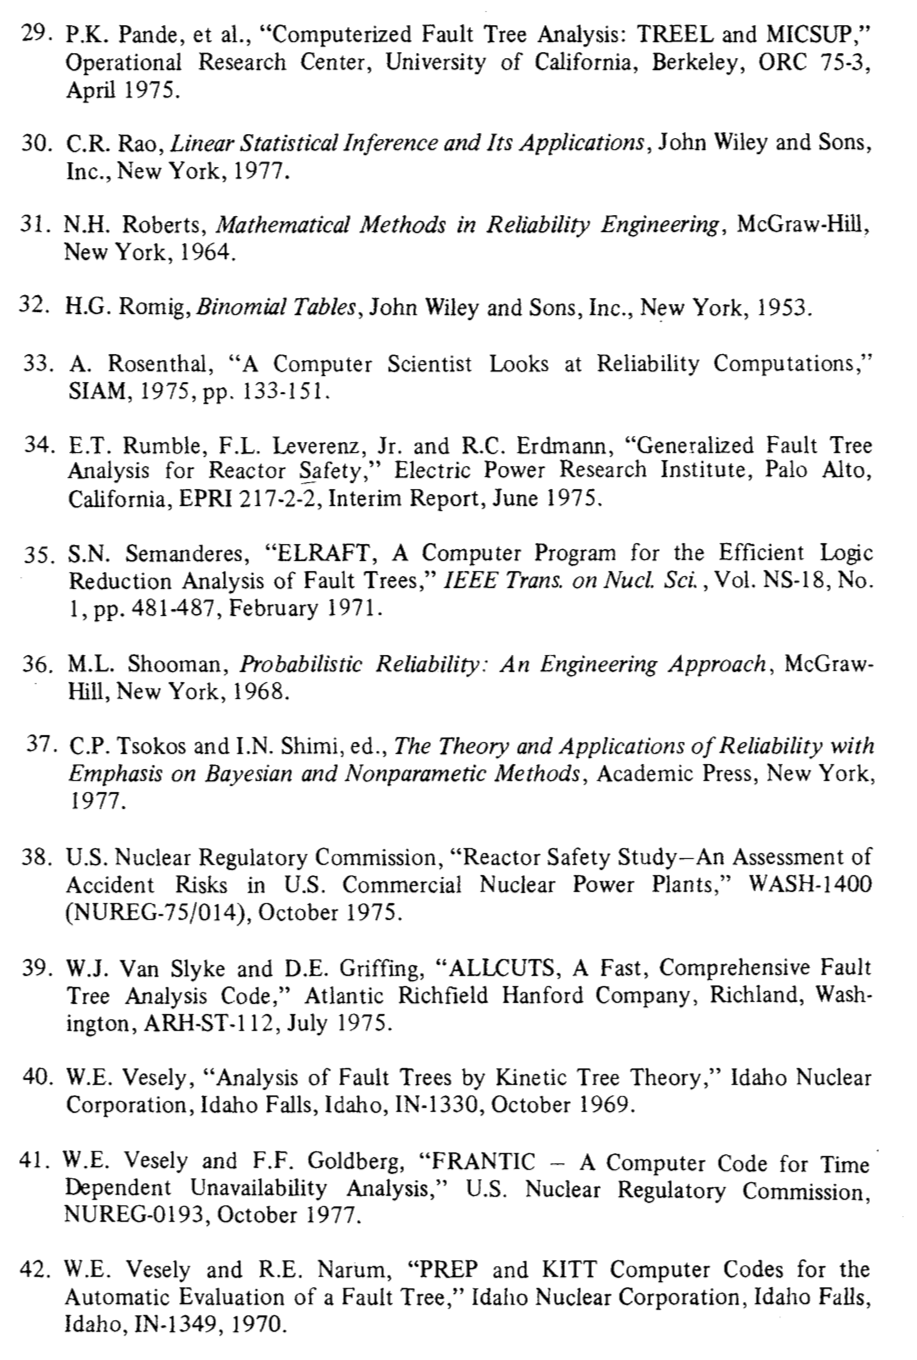 29. P.K. Pande, et al., “Computerized Fault Tree Analysis: TREEL and MICSUP,”
Operational Research Center, University of California, Berkeley, ORC 75-3,
April 1975.
30. C.R. Rao, Linear Statistical Inference and Its Applications, John Wiley and Sons,
Inc., New York, 1977.
31. N.H. Roberts, Mathematical Methods in Reliability Engineering, McGraw-Hill,
New York, 1964.
32. H.G. Romig, Binomial Tables, John Wiley and Sons, Inc., New York, 1953.
33. A. Rosenthal, “A Computer Scientist Looks at Reliability Computations,”
SIAM, 1975, pp. 133-151.
34. E.T. Rumble, F.L. Leverenz, Jr. and R.C. Erdmann, “Generalized Fault Tree
Analysis for Reactor Safety,” Electric Power Research Institute, Palo Alto,
California, EPRI 217-2-2, Interim Report, June 1975.
35. S.N. Semanderes, “ELRAFT, A Computer Program for the Efficient Logic
Reduction Analysis of Fault Trees,” IEEE Trans. on Nucl. Sci., Vol. NS-18, No.
1, pp. 481-487, February 1971.
36. M.L. Shooman, Probabilistic Reliability: An Engineering Approach, McGraw-
Hill, New York, 1968.
37. C.P. Tsokos and I.N. Shimi, ed., The Theory and Applications of Reliability with
Emphasis on Bayesian and Nonparametic Methods, Academic Press, New York,
1977.
38. U.S. Nuclear Regulatory Commission, “Reactor Safety Study—An Assessment of
Accident Risks in U.S. Commercial Nuclear Power Plants,” WASH-1400
(NUREG-75/014), October 1975.
39. W.J. Van Slyke and D.E. Griffing, “ALLCUTS, A Fast, Comprehensive Fault
Tree Analysis Code,” Atlantic Richfield Hanford Company, Richland, Wash-
ington, ARH-ST-112, July 1975.
40. W.E. Vesely, “Analysis of Fault Trees by Kinetic Tree Theory,” Idaho Nuclear
Corporation, Idaho Falls, Idaho, IN-1330, October 1969.
41. W.E. Vesely and F.F. Goldberg, “FRANTIC — A Computer Code for Time
Dependent Unavailability Analysis,” U.S. Nuclear Regulatory Commission,
NUREG-0193, October 1977.
42. W.E. Vesely and R.E. Narum, “PREP and KITT Computer Codes for the
Automatic Evaluation of a Fault Tree,” Idaho Nuclear Corporation, Idaho Falls,
Idaho, IN-1349, 1970.